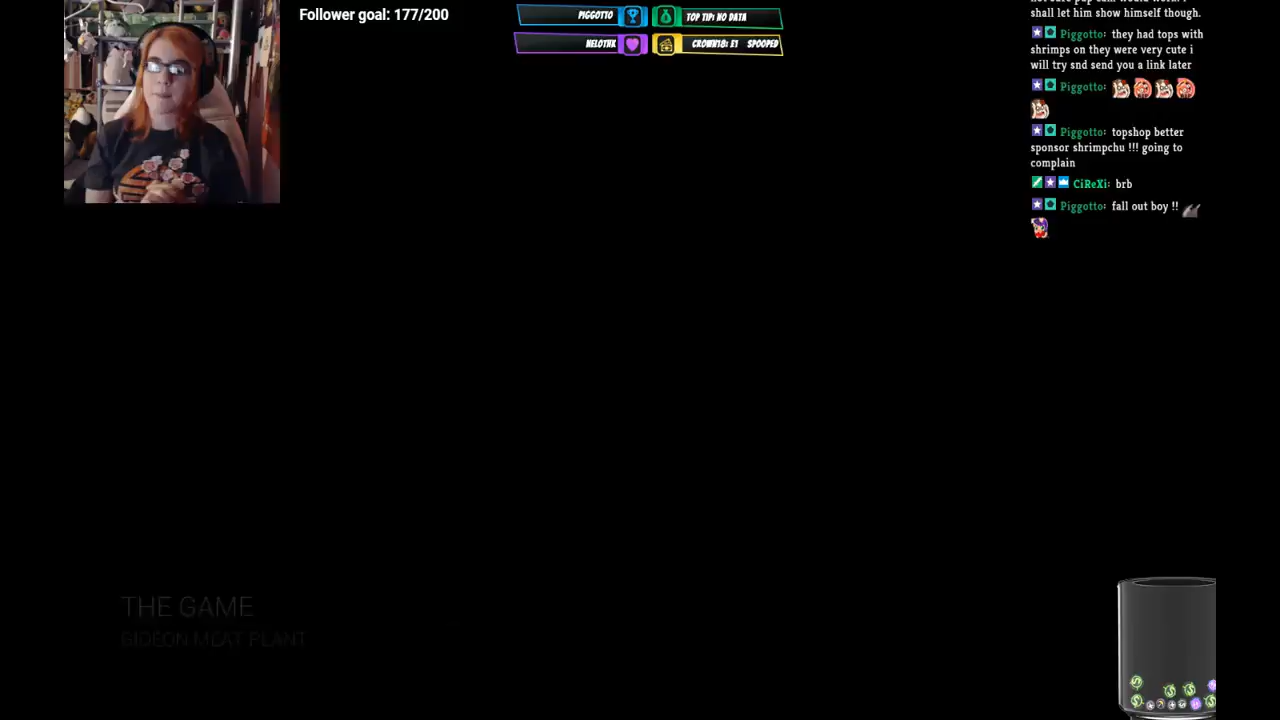 Follower goal: 177/200
PIGGOTTO
TOP TIP: NO DATA
NELOTHK
CROWN18: £1 SPOOPED
shall let him show himself though.
Piggotto: they had tops with
shrimps on they were very cute i
will try snd send you a link later
Piggotto:
Piggotto: topshop better
sponsor shrimpchu !!! going to
complain
CiReXi: brb
Piggotto: fall out boy !!
THE GAME
GIDEON MEAT PLANT